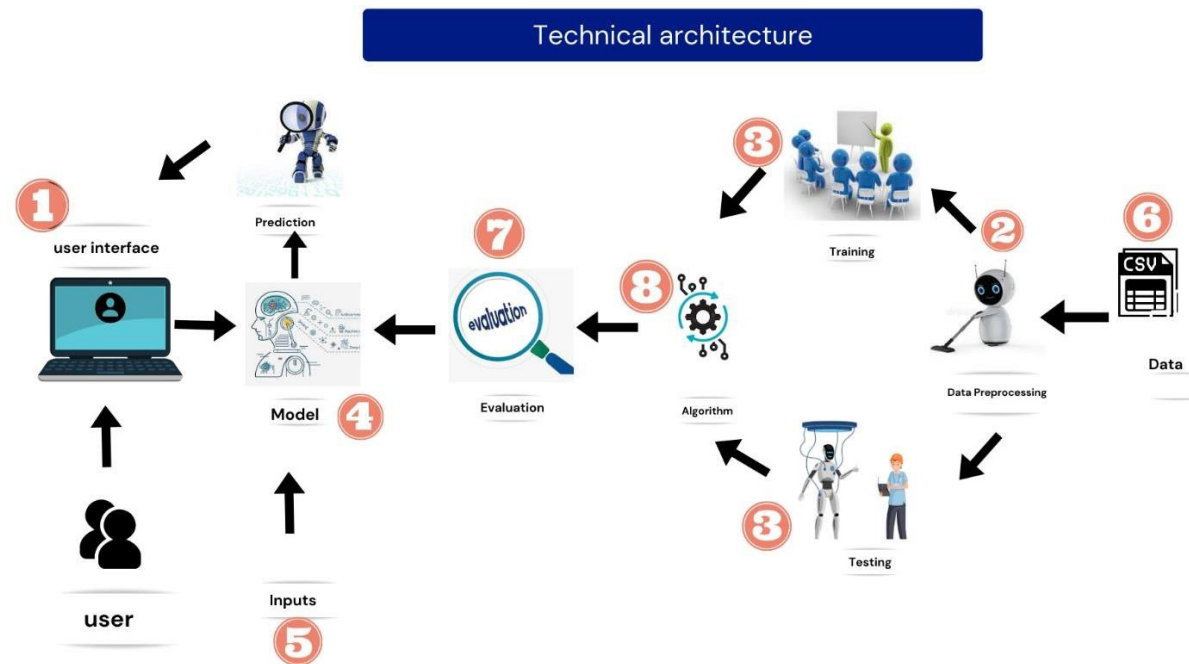 Technical architecture
3
1
6
Prediction
7
2
user interface
Training
CSV
8
evaluation
Data
Data Preprocessing
Model
4
Evaluation
Algorithm
3
Testing
Inputs
user
5